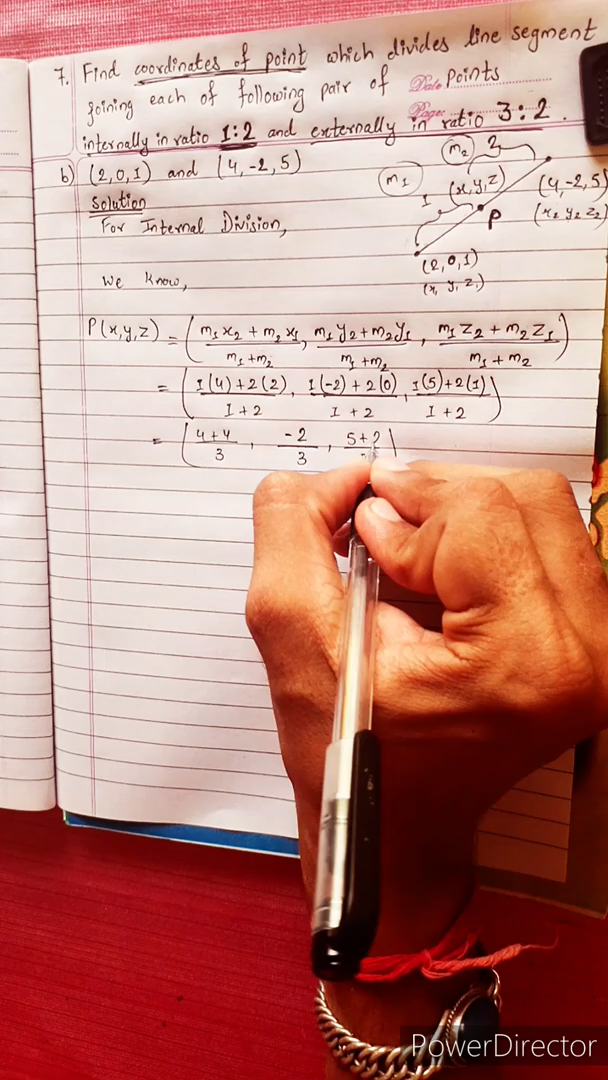 7. Find coordinates of point which divides line segment
joining each of following pair of points
Date:
Page:
internally in ratio 1:2 and externally in ratio 3:2.
b) (2,0,1) and (4,-2,5)
Solution
For Internal Division,
m1 m2 2
1 (x,y,z) (4,-2,5)
P (x2 y2 z2)
(2,0,1)
(x1 y1 z1)
We know,
P(x,y,z) = ( m1x2 + m2x1 / m1+m2 , m1y2+m2y1 / m1+m2 , m1z2 + m2z1 / m1+m2 )
= ( 1(4)+2(2) / 1+2 , 1(-2)+2(0) / 1+2 , 1(5)+2(1) / 1+2 )
= ( 4+4 / 3 , -2 / 3 , 5+2 )
PowerDirector